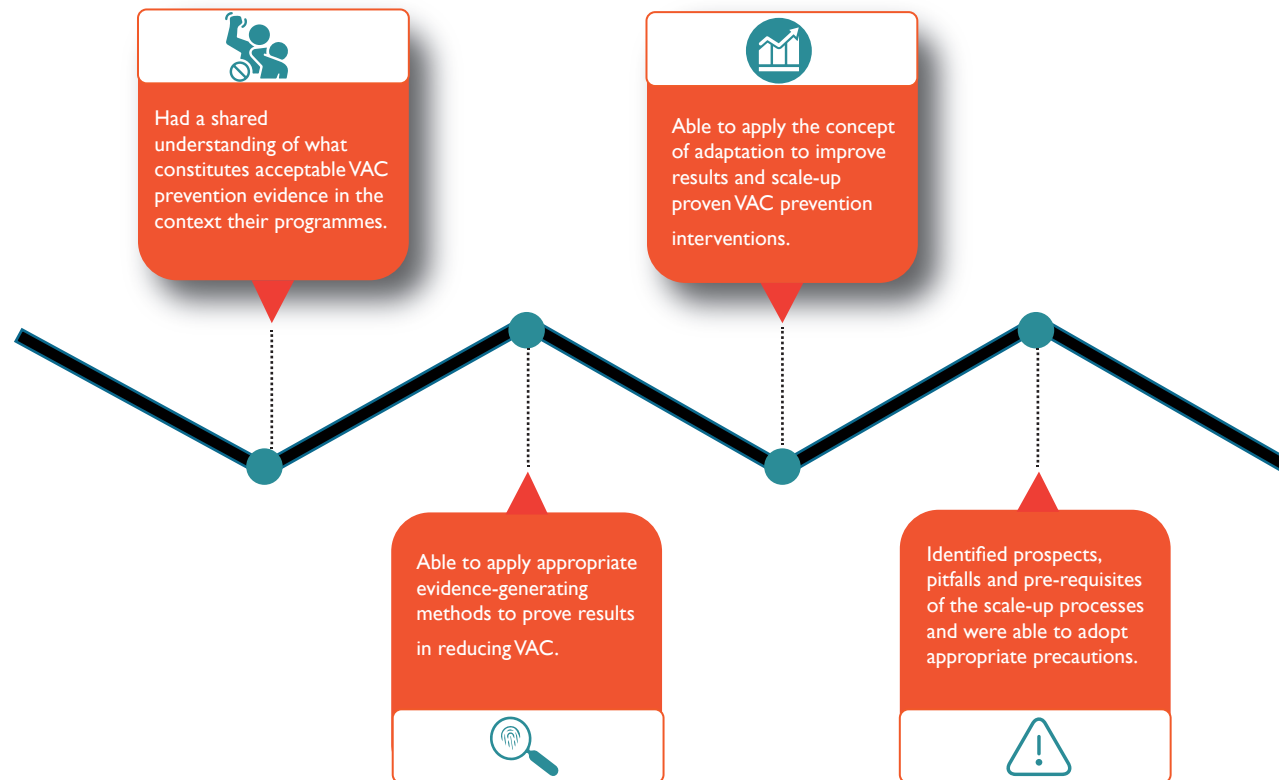 Had a shared
understanding of what
constitutes acceptable VAC
prevention evidence in the
context their programmes.
Able to apply appropriate
evidence-generating
methods to prove results
in reducing VAC.
Able to apply the concept
of adaptation to improve
results and scale-up
proven VAC prevention
interventions.
Identified prospects,
pitfalls and pre-requisites
of the scale-up processes
and were able to adopt
appropriate precautions.